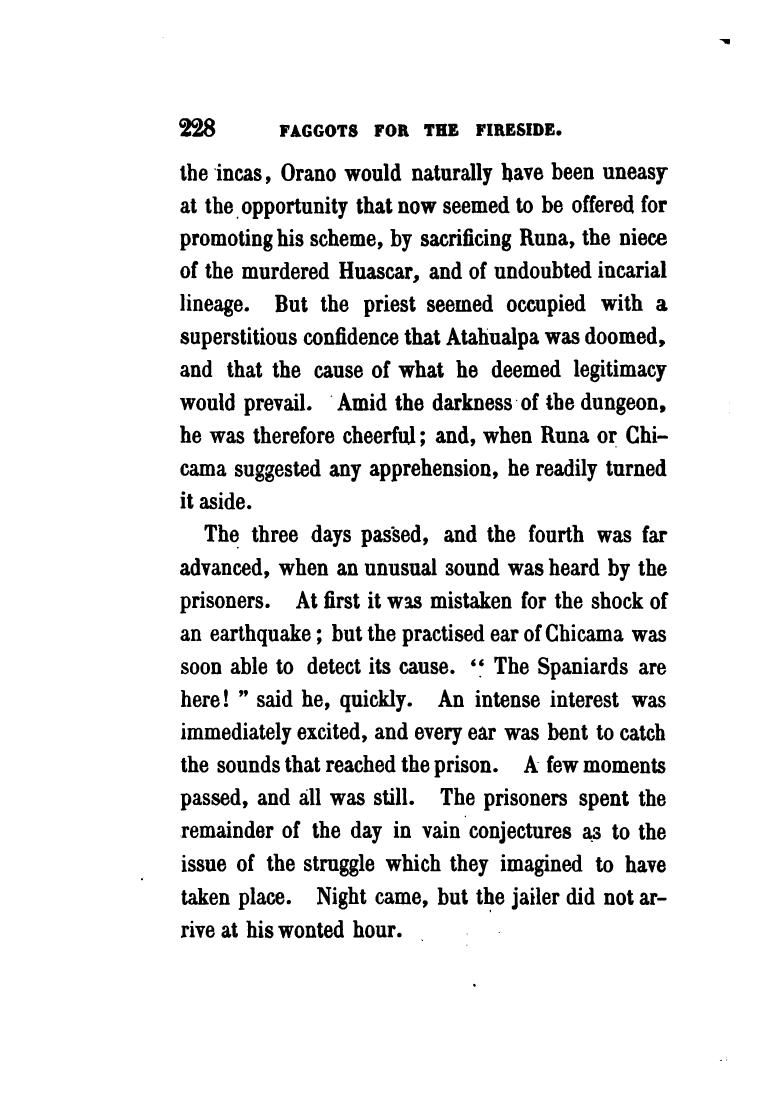 228 FAGGOTS FOR THE FIRESIDE.
the incas, Orano would naturally have been uneasy
at the opportunity that now seemed to be offered for
promoting his scheme, by sacrificing Runa, the niece
of the murdered Huascar, and of undoubted incarial
lineage. But the priest seemed occupied with a
superstitious confidence that Atahualpa was doomed,
and that the cause of what he deemed legitimacy
would prevail. Amid the darkness of the dungeon,
he was therefore cheerful; and, when Runa or Chi-
cama suggested any apprehension, he readily turned
it aside.
The three days passed, and the fourth was far
advanced, when an unusual sound was heard by the
prisoners. At first it was mistaken for the shock of
an earthquake; but the practised ear of Chicama was
soon able to detect its cause. “ The Spaniards are
here! ” said he, quickly. An intense interest was
immediately excited, and every ear was bent to catch
the sounds that reached the prison. A few moments
passed, and all was still. The prisoners spent the
remainder of the day in vain conjectures as to the
issue of the struggle which they imagined to have
taken place. Night came, but the jailer did not ar-
rive at his wonted hour.